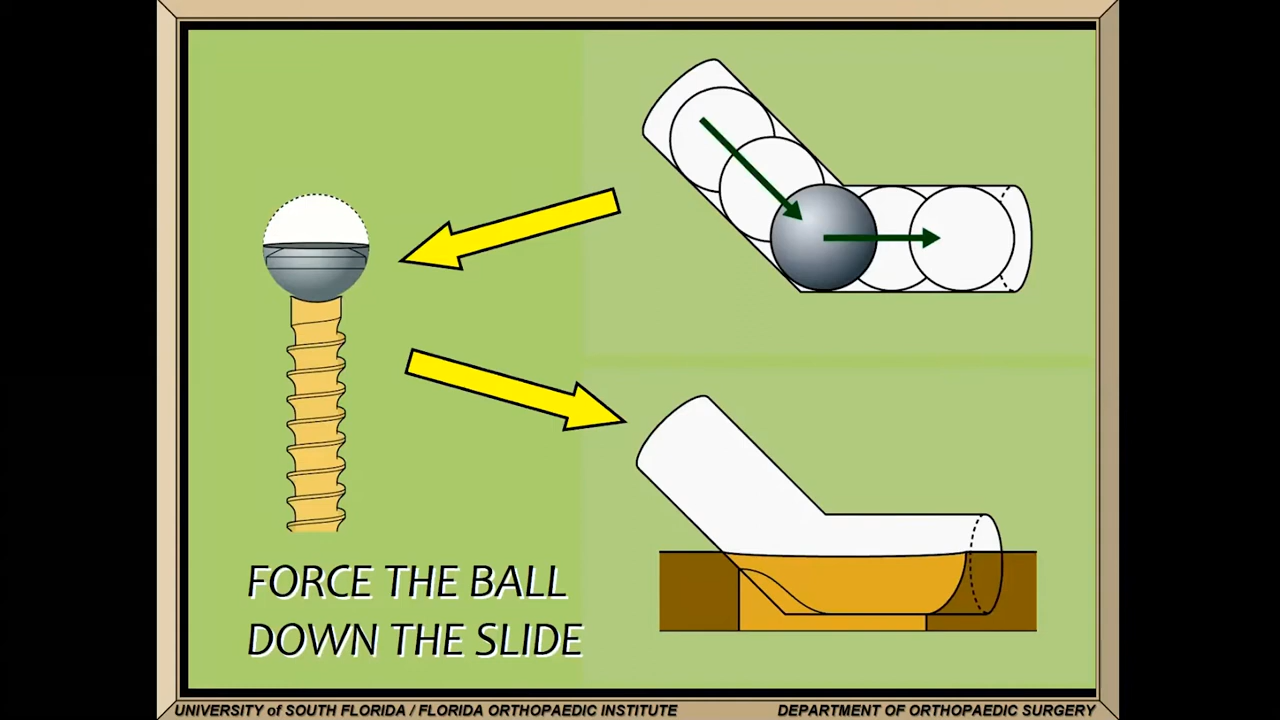 FORCE THE BALL
DOWN THE SLIDE
UNIVERSITY of SOUTH FLORIDA / FLORIDA ORTHOPAEDIC INSTITUTE
DEPARTMENT OF ORTHOPAEDIC SURGERY